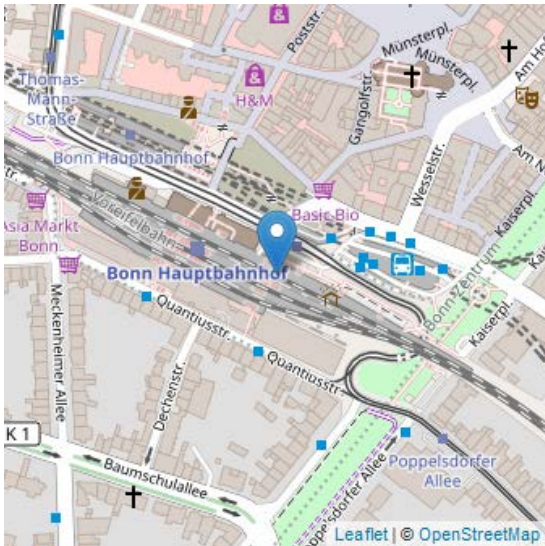 Münsterpl.
Münsterpl.
Am Ho
Poststr.
Thomas-
Mann-
Straße
H&M
Gangolfstr.
Bonn Hauptbahnhof
Wesselstr.
Am N
Basic Bio
Kaiserpl.
Voreifelbahn
Asia Markt
Bonn
Bonn Hauptbahnhof
Bonn Zentrum
Kaiserpl.
Meckenheimer Allee
Quantiusstr.
Quantiusstr.
Dechenstr.
K 1
Baumschulallee
Poppelsdorfer
Allee
Poppelsdorfer Allee
Leaflet | © OpenStreetMap